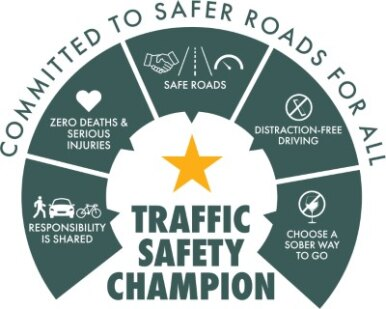 COMMITTED TO SAFER ROADS FOR ALL
SAFE ROADS
ZERO DEATHS &
SERIOUS
INJURIES
DISTRACTION-FREE
DRIVING
RESPONSIBILITY
IS SHARED
CHOOSE A
SOBER WAY
TO GO
TRAFFIC
SAFETY
CHAMPION